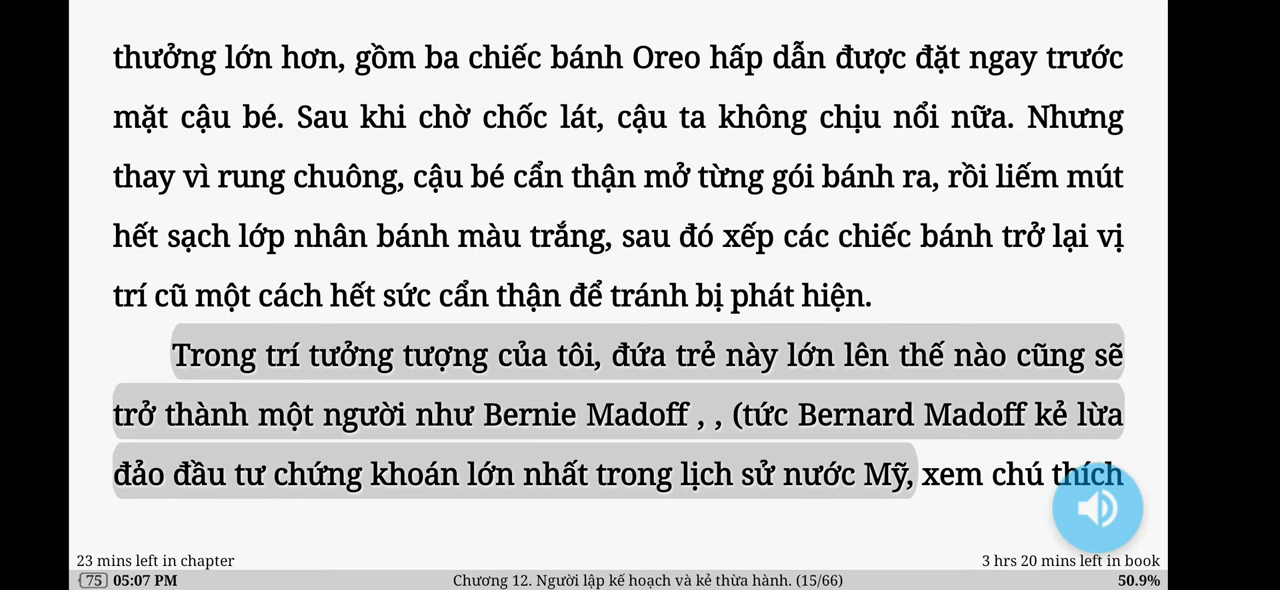 thưởng lớn hơn, gồm ba chiếc bánh Oreo hấp dẫn được đặt ngay trước
mặt cậu bé. Sau khi chờ chốc lát, cậu ta không chịu nổi nữa. Nhưng
thay vì rung chuông, cậu bé cẩn thận mở từng gói bánh ra, rồi liếm mút
hết sạch lớp nhân bánh màu trắng, sau đó xếp các chiếc bánh trở lại vị
trí cũ một cách hết sức cẩn thận để tránh bị phát hiện.
Trong trí tưởng tượng của tôi, đứa trẻ này lớn lên thế nào cũng sẽ
trở thành một người như Bernie Madoff , , (tức Bernard Madoff kẻ lừa
đảo đầu tư chứng khoán lớn nhất trong lịch sử nước Mỹ, xem chú thích
23 mins left in chapter
3 hrs 20 mins left in book
75 05:07 PM
Chương 12. Người lập kế hoạch và kẻ thừa hành. (15/66)
50.9%